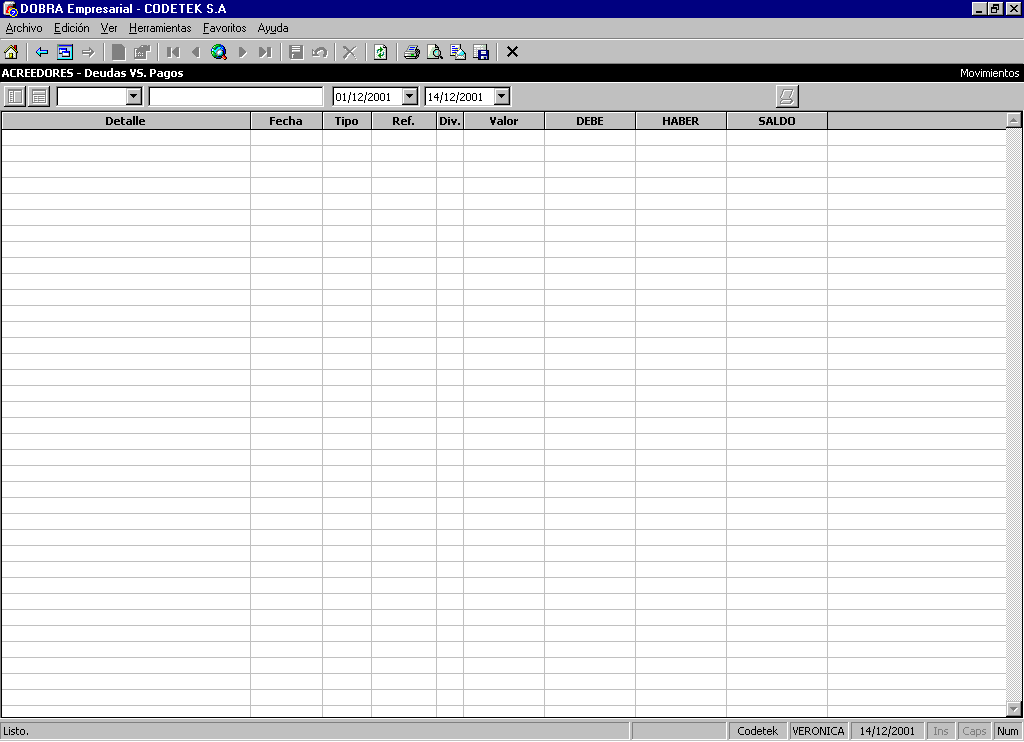 DOBRA Empresarial - CODETEK S.A
Archivo Edición Ver Herramientas Favoritos Ayuda
ACREEDORES - Deudas VS. Pagos Movimientos
01/12/2001 14/12/2001
Detalle Fecha Tipo Ref. Div. Valor DEBE HABER SALDO
Listo. Codetek VERONICA 14/12/2001 Ins Caps Num